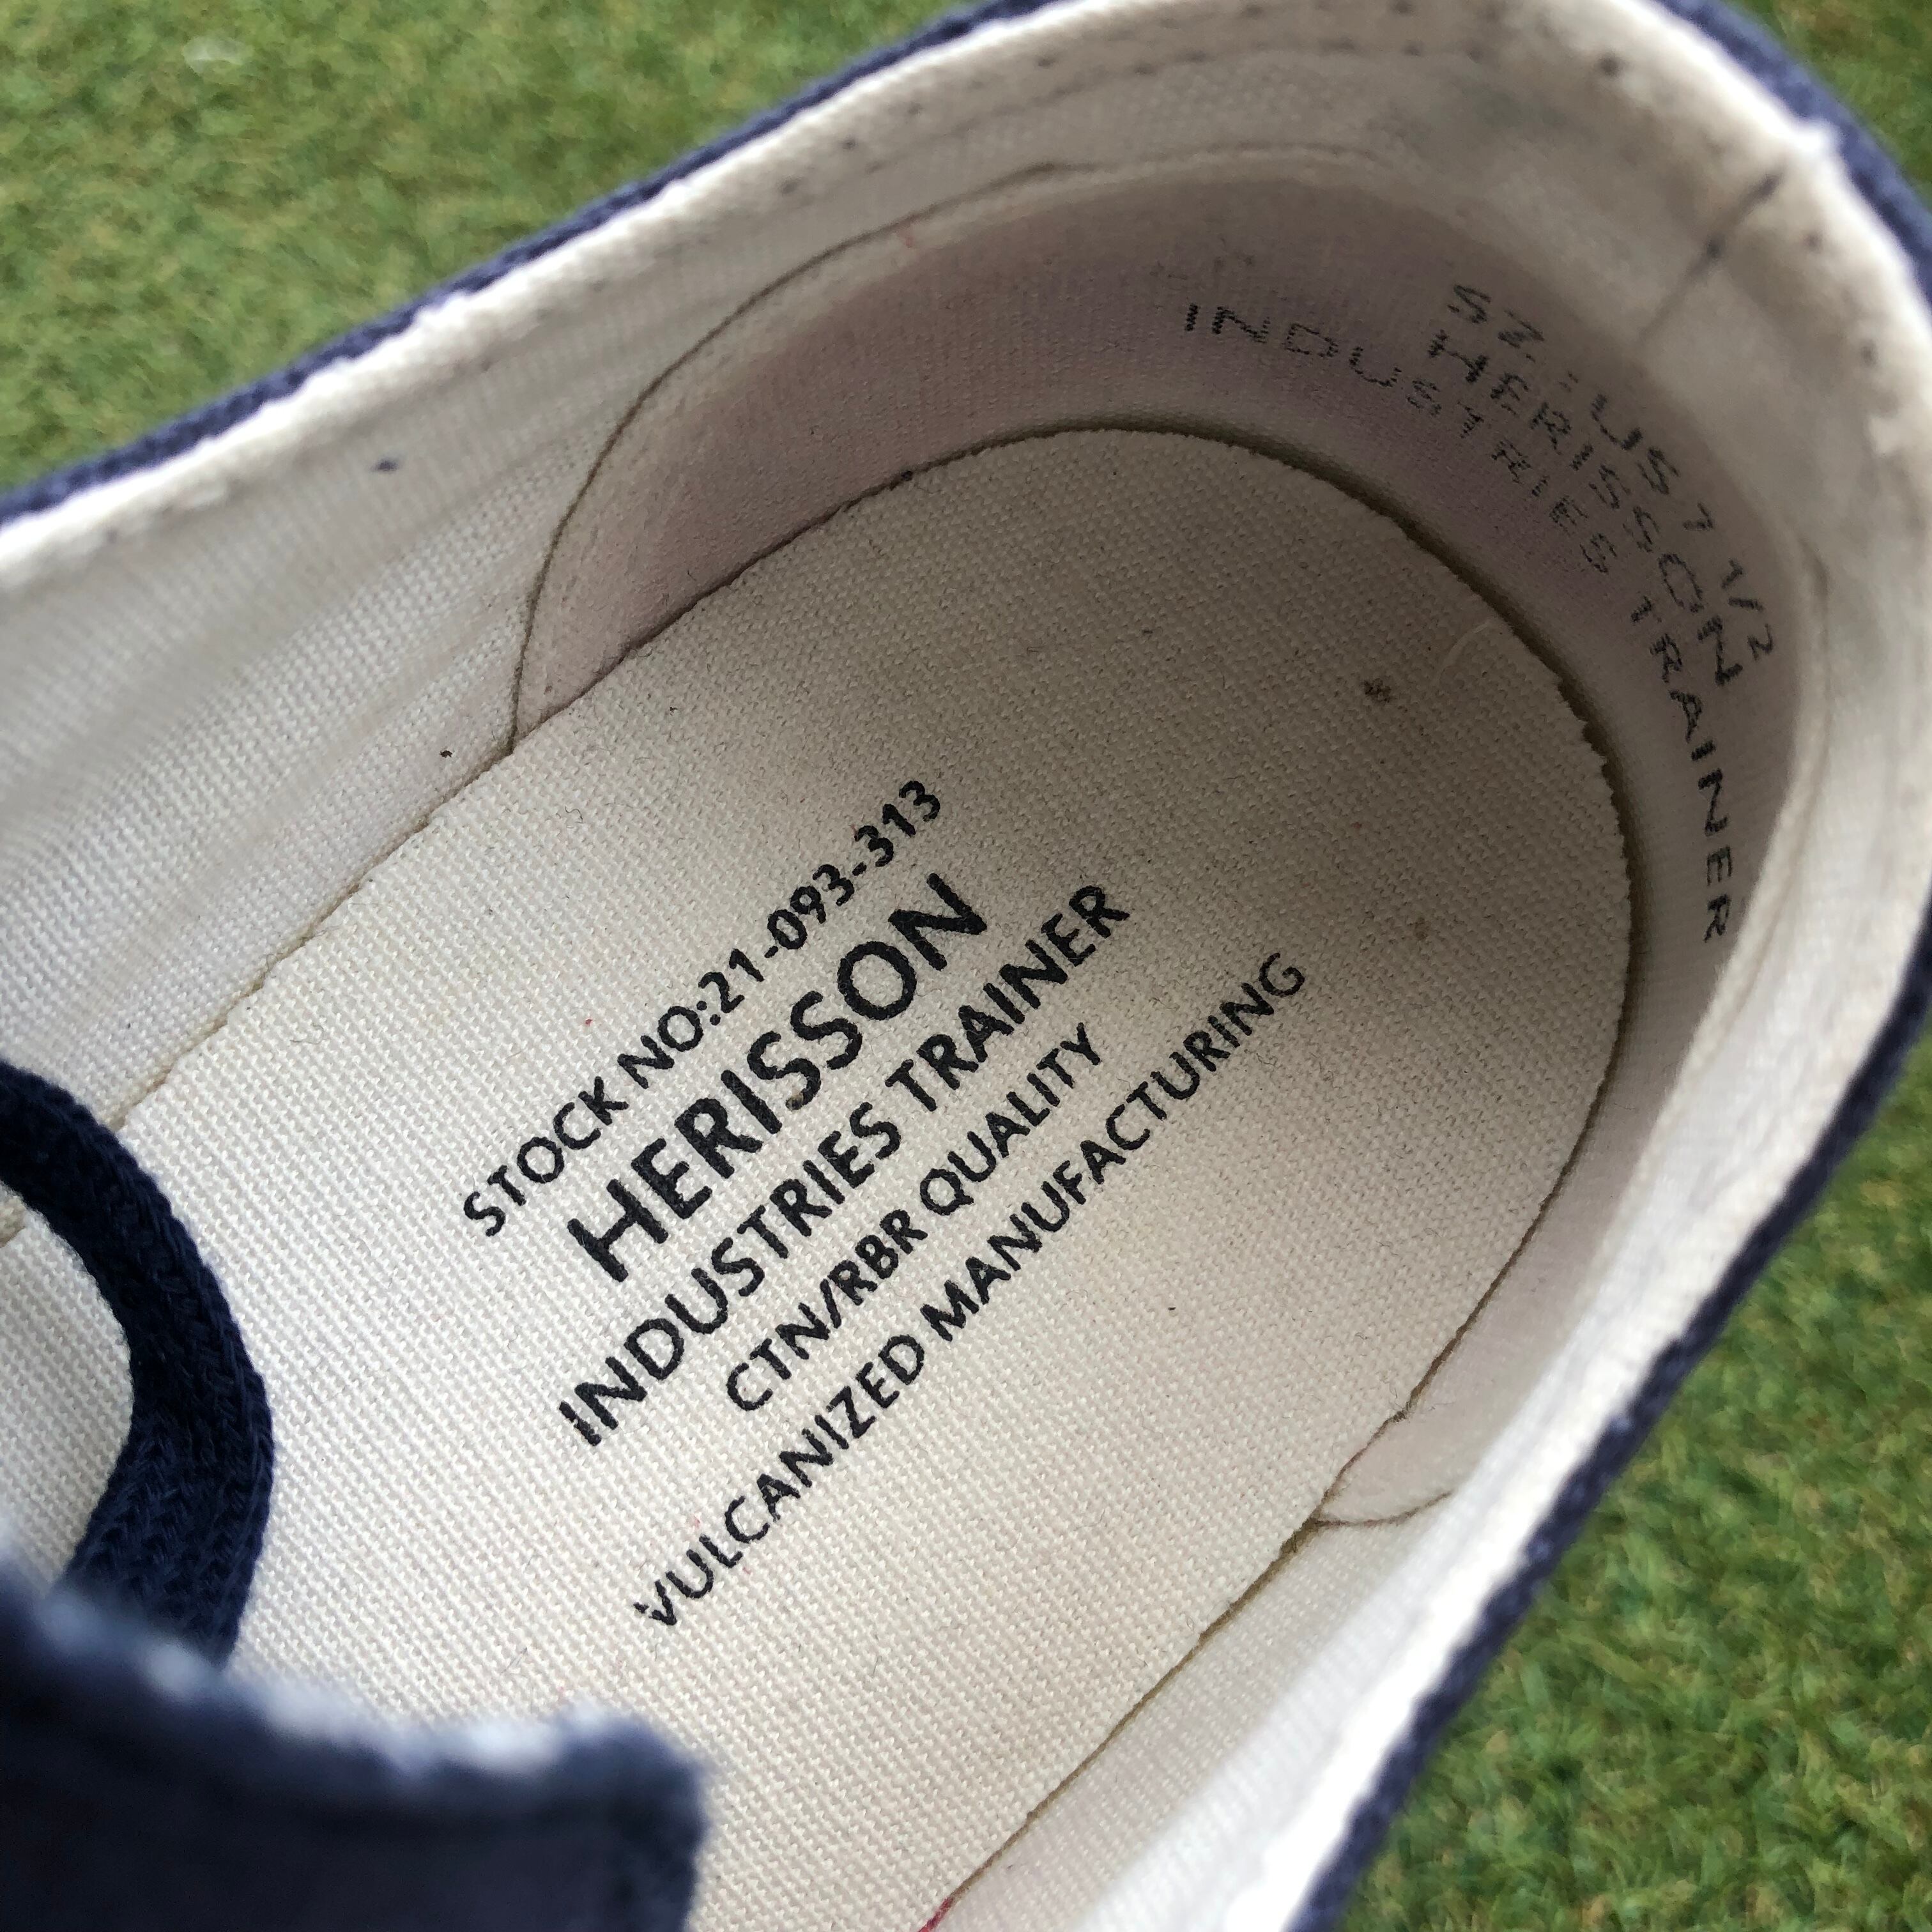 SZ.:US 7 1/2
HERISSON
INDUSTRIES TRAINER
STOCK NO:21-093-313
HERISSON
INDUSTRIES TRAINER
CTN/RBR QUALITY
VULCANIZED MANUFACTURING